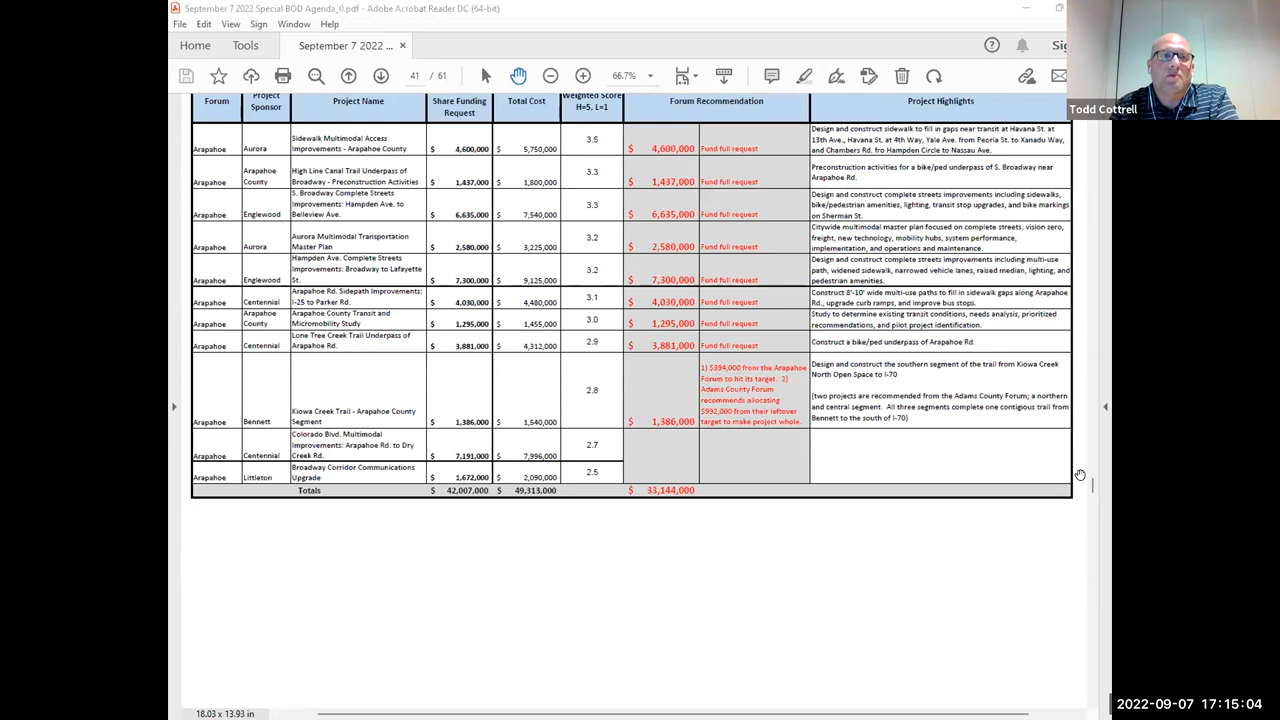 September 7 2022 Special BOD Agenda_0.pdf - Adobe Acrobat Reader DC (64-bit)
File Edit View Sign Window Help
Home Tools September 7 2022 ... × Sig
41 / 61 66.7%
Forum Project Sponsor Project Name Share Funding Request Total Cost Weighted Score H=5, L=1 Forum Recommendation Project Highlights
Arapahoe Aurora Sidewalk Multimodal Access Improvements - Arapahoe County $ 4,600,000 $ 5,750,000 3.5 $ 4,600,000 Fund full request Design and construct sidewalk to fill in gaps near transit at Havana St. at 13th Ave., Havana St. at 4th Way, Yale Ave. from Peoria St. to Xanadu Way, and Chambers Rd. fro Hampden Circle to Nassau Ave.
Arapahoe Arapahoe County High Line Canal Trail Underpass of Broadway - Preconstruction Activities $ 1,437,000 $ 1,800,000 3.3 $ 1,437,000 Fund full request Preconstruction activities for a bike/ped underpass of S. Broadway near Arapahoe Rd.
Arapahoe Englewood S. Broadway Complete Streets Improvements: Hampden Ave. to Belleview Ave. $ 6,635,000 $ 7,540,000 3.3 $ 6,635,000 Fund full request Design and construct complete streets improvements including sidewalks, bike/pedestrian amenities, lighting, transit stop upgrades, and bike markings on Sherman St.
Arapahoe Aurora Aurora Multimodal Transportation Master Plan $ 2,580,000 $ 3,225,000 3.2 $ 2,580,000 Fund full request Citywide multimodal master plan focused on complete streets, vision zero, freight, new technology, mobility hubs, system performance, implementation, and operations and maintenance.
Arapahoe Englewood Hampden Ave. Complete Streets Improvements: Broadway to Lafayette St. $ 7,300,000 $ 9,125,000 3.2 $ 7,300,000 Fund full request Design and construct complete streets improvements including multi-use path, widened sidewalk, narrowed vehicle lanes, raised median, lighting, and pedestrian amenities.
Arapahoe Centennial Arapahoe Rd. Sidepath Improvements: I-25 to Parker Rd. $ 4,030,000 $ 4,480,000 3.1 $ 4,030,000 Fund full request Construct 8'-10' wide multi-use paths to fill in sidewalk gaps along Arapahoe Rd., upgrade curb ramps, and improve bus stops.
Arapahoe Arapahoe County Arapahoe County Transit and Micromobility Study $ 1,295,000 $ 1,455,000 3.0 $ 1,295,000 Fund full request Study to determine existing transit conditions, needs analysis, prioritized recommendations, and pilot project identification.
Arapahoe Centennial Lone Tree Creek Trail Underpass of Arapahoe Rd. $ 3,881,000 $ 4,312,000 2.9 $ 3,881,000 Fund full request Construct a bike/ped underpass of Arapahoe Rd.
Arapahoe Bennett Kiowa Creek Trail - Arapahoe County Segment $ 1,386,000 $ 1,540,000 2.8 $ 1,386,000 1) $394,000 from the Arapahoe Forum to hit its target. 2) Adams County Forum recommends allocating $992,000 from their leftover target to make project whole. Design and construct the southern segment of the trail from Kiowa Creek North Open Space to I-70
(two projects are recommended from the Adams County Forum; a northern and central segment. All three segments complete one contigious trail from Bennett to the south of I-70)
Arapahoe Centennial Colorado Blvd. Multimodal Improvements: Arapahoe Rd. to Dry Creek Rd. $ 7,191,000 $ 7,996,000 2.7
Arapahoe Littleton Broadway Corridor Communications Upgrade $ 1,672,000 $ 2,090,000 2.5
Totals $ 42,007,000 $ 49,313,000 $ 33,144,000
18.03 x 13.93 in
Todd Cottrell
2022-09-07 17:15:04